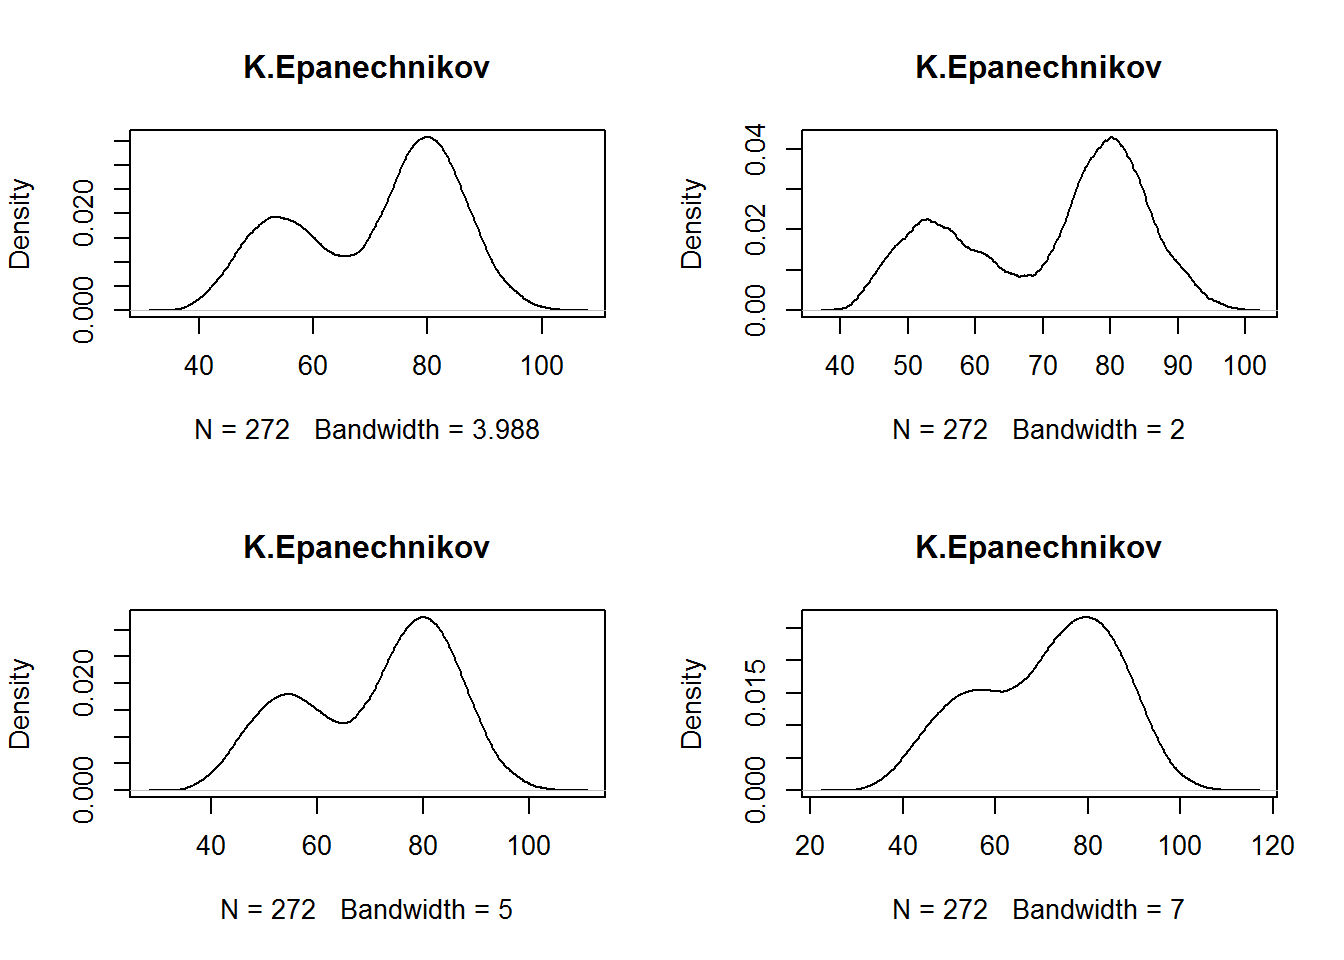 K.Epanechnikov
Density
0.000 0.020
40 60 80 100
N = 272 Bandwidth = 3.988
K.Epanechnikov
Density
0.00 0.02 0.04
40 50 60 70 80 90 100
N = 272 Bandwidth = 2
K.Epanechnikov
Density
0.000 0.020
40 60 80 100
N = 272 Bandwidth = 5
K.Epanechnikov
Density
0.000 0.015
20 40 60 80 100 120
N = 272 Bandwidth = 7